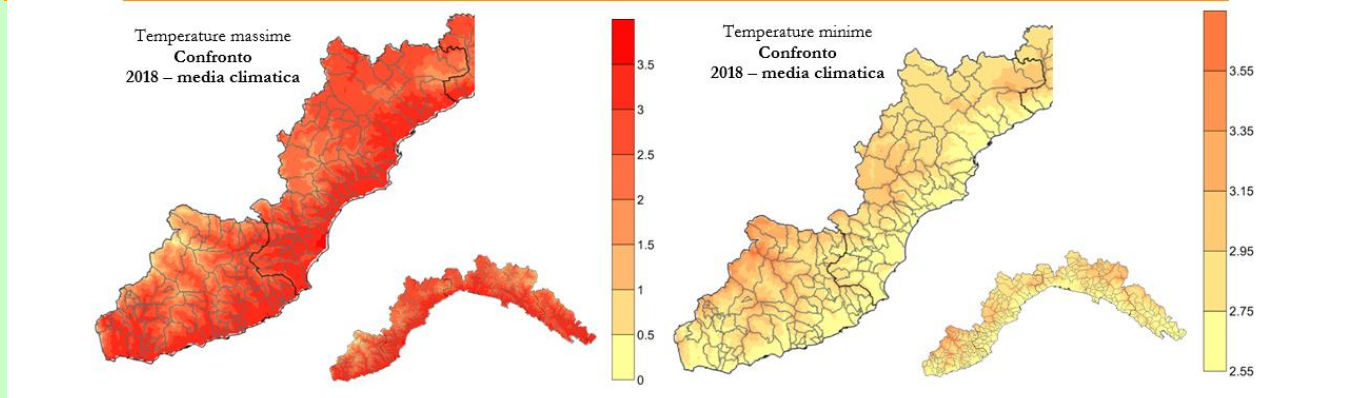 Temperature massime
Confronto
2018 – media climatica
3.5
3
2.5
2
1.5
1
0.5
0
Temperature minime
Confronto
2018 – media climatica
3.55
3.35
3.15
2.95
2.75
2.55